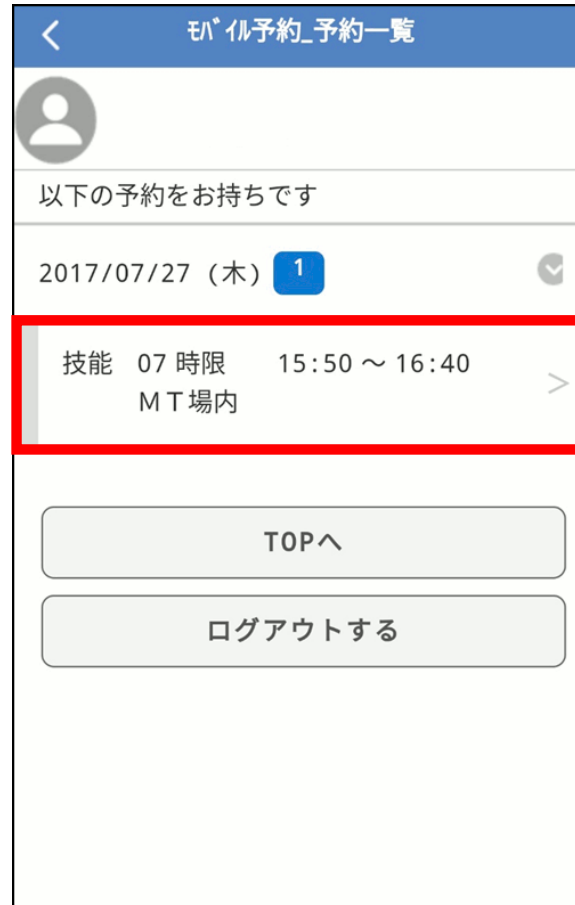 ﾓﾊﾞｲﾙ予約_予約一覧
以下の予約をお持ちです
2017/07/27 (木) 1
技能 07 時限 15:50 ～ 16:40
ＭＴ場内
TOPへ
ログアウトする